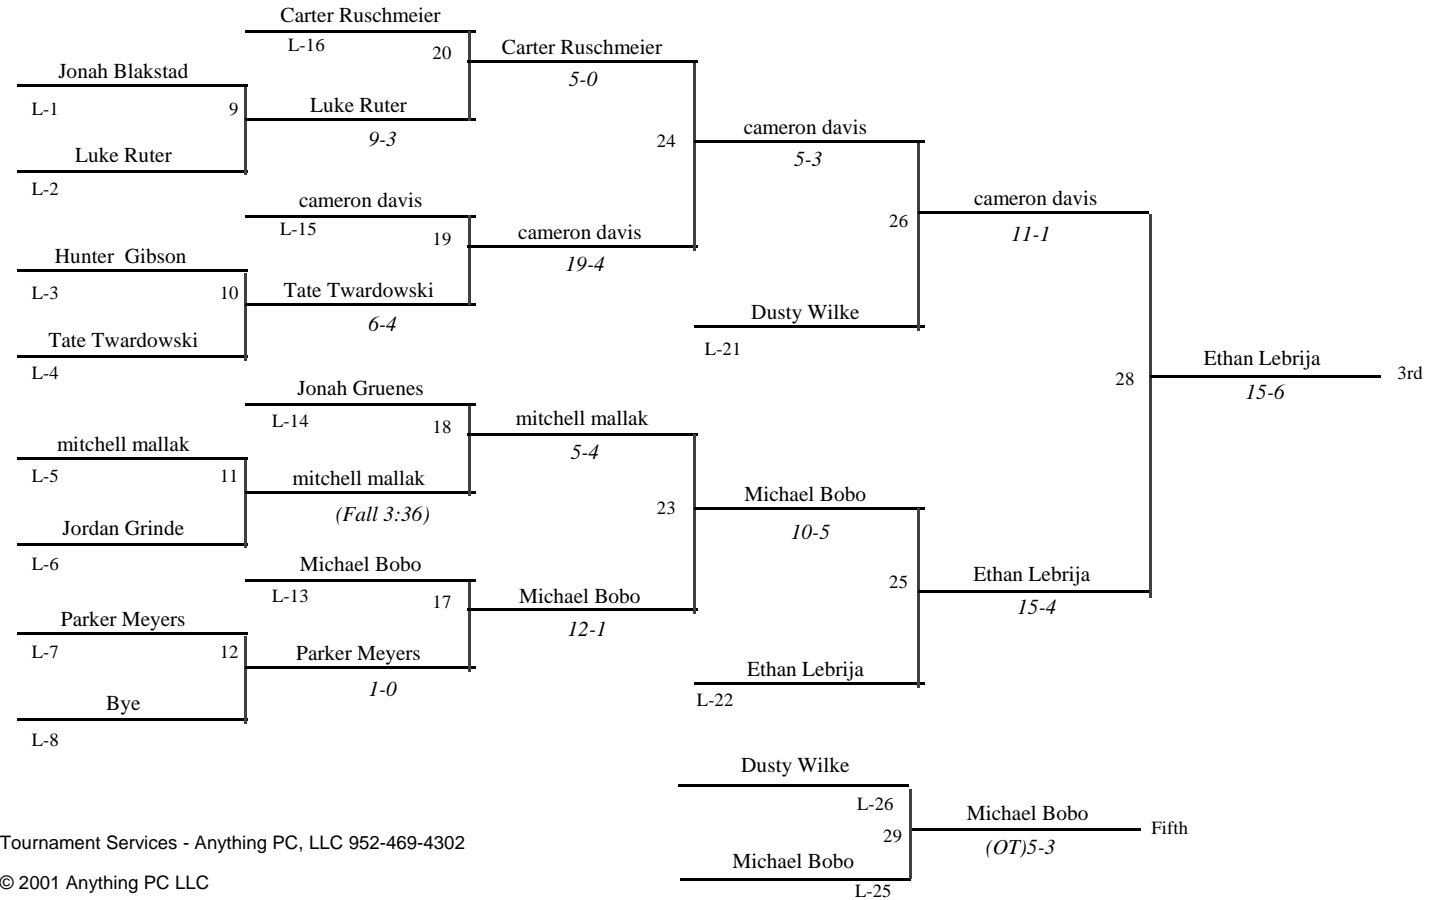 Carter Ruschmeier
L-16
20
Carter Ruschmeier
5-0
Jonah Blakstad
L-1
9
Luke Ruter
9-3
Luke Ruter
L-2
24
cameron davis
5-3
cameron davis
L-15
19
cameron davis
19-4
26
cameron davis
11-1
Hunter  Gibson
L-3
10
Tate Twardowski
6-4
Tate Twardowski
L-4
Dusty Wilke
L-21
28
Ethan Lebrija
15-6
3rd
Jonah Gruenes
L-14
18
mitchell mallak
5-4
mitchell mallak
L-5
11
mitchell mallak
(Fall 3:36)
Jordan Grinde
L-6
23
Michael Bobo
10-5
Michael Bobo
L-13
17
Michael Bobo
12-1
25
Ethan Lebrija
15-4
Parker Meyers
L-7
12
Parker Meyers
1-0
Bye
L-8
Ethan Lebrija
L-22
Dusty Wilke
L-26
29
Michael Bobo
(OT)5-3
Fifth
Michael Bobo
L-25
Tournament Services - Anything PC, LLC 952-469-4302
© 2001 Anything PC LLC